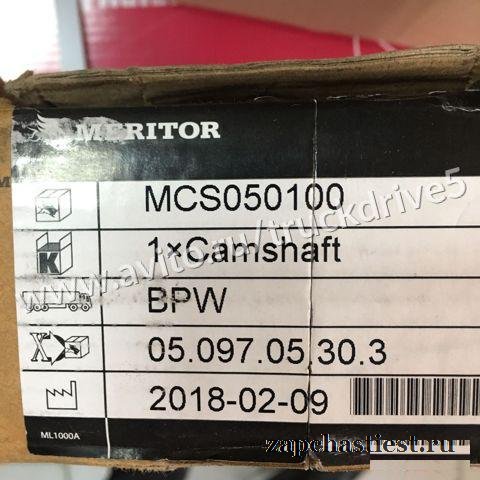 MERITOR
MCS050100
1×Camshaft
K
BPW
X
05.097.05.30.3
2018-02-09
ML1000A
www.avito.ru/truckdrive5
zapchastiest.ru